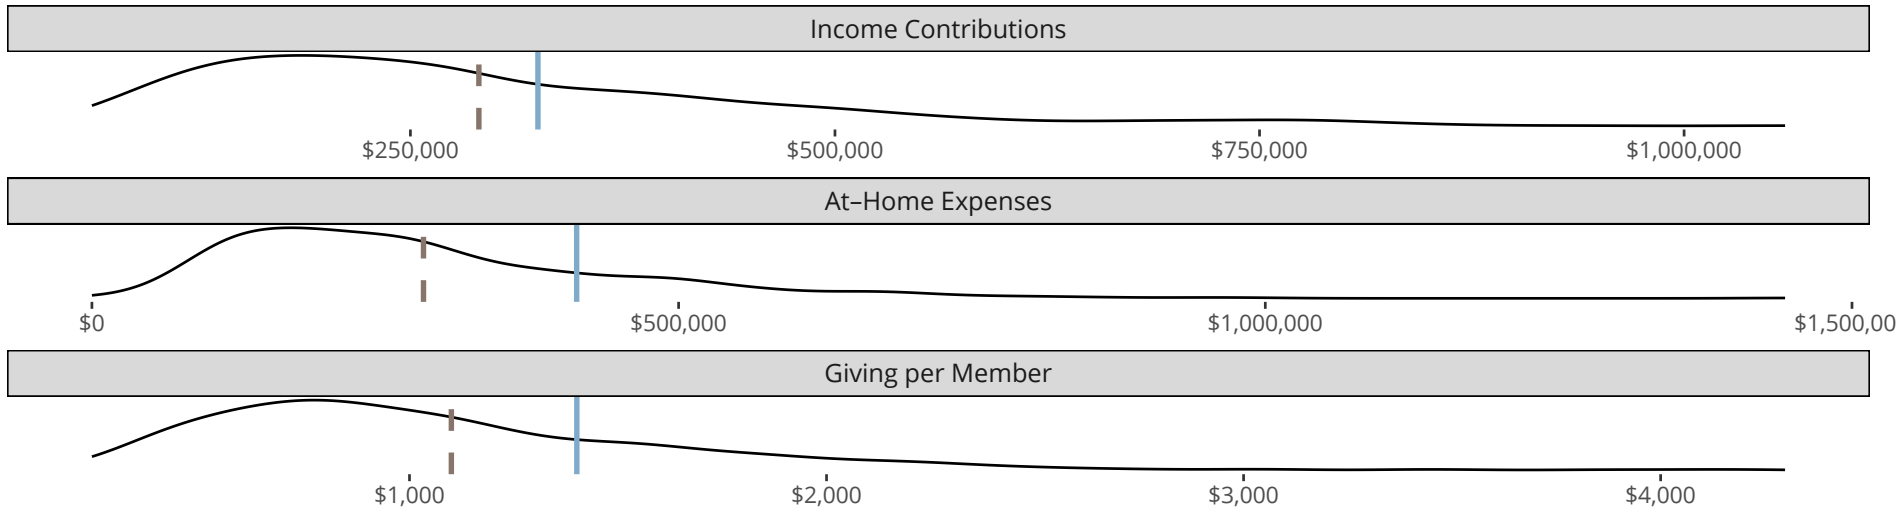 Income Contributions
$250,000 $500,000 $750,000 $1,000,000
At–Home Expenses
$0 $500,000 $1,000,000 $1,500,00
Giving per Member
$1,000 $2,000 $3,000 $4,000